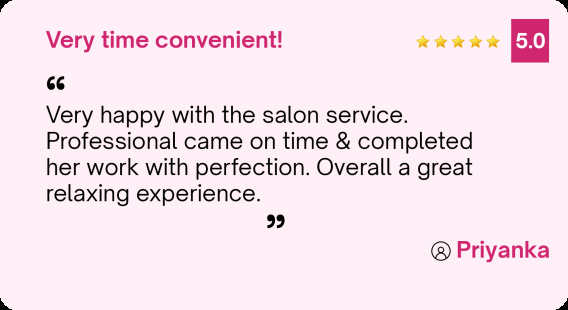 Very time convenient!
5.0
“
Very happy with the salon service.
Professional came on time & completed
her work with perfection. Overall a great
relaxing experience.
”
Priyanka